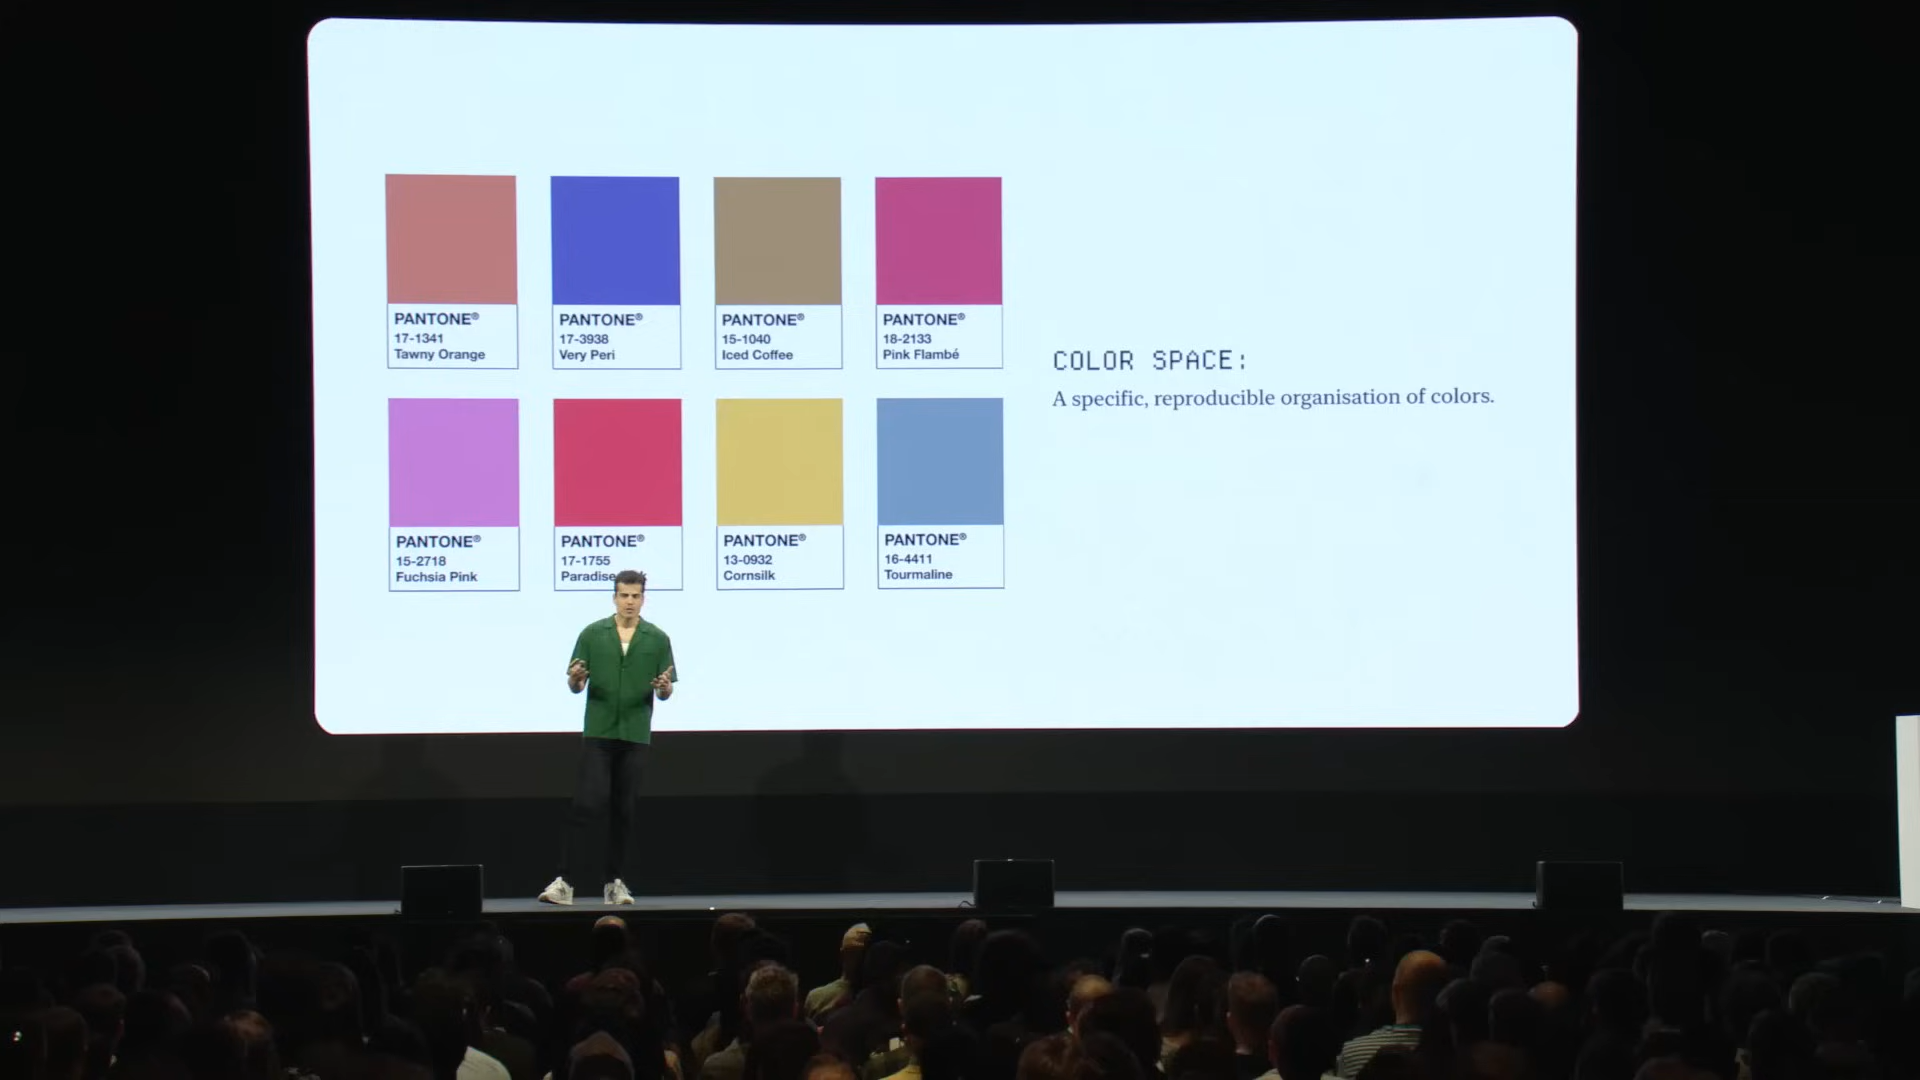 PANTONE®
17-1341
Tawny Orange
PANTONE®
17-3938
Very Peri
PANTONE®
15-1040
Iced Coffee
PANTONE®
18-2133
Pink Flambé
PANTONE®
15-2718
Fuchsia Pink
PANTONE®
17-1755
Paradise
PANTONE®
13-0932
Cornsilk
PANTONE®
16-4411
Tourmaline
COLOR SPACE:
A specific, reproducible organisation of colors.